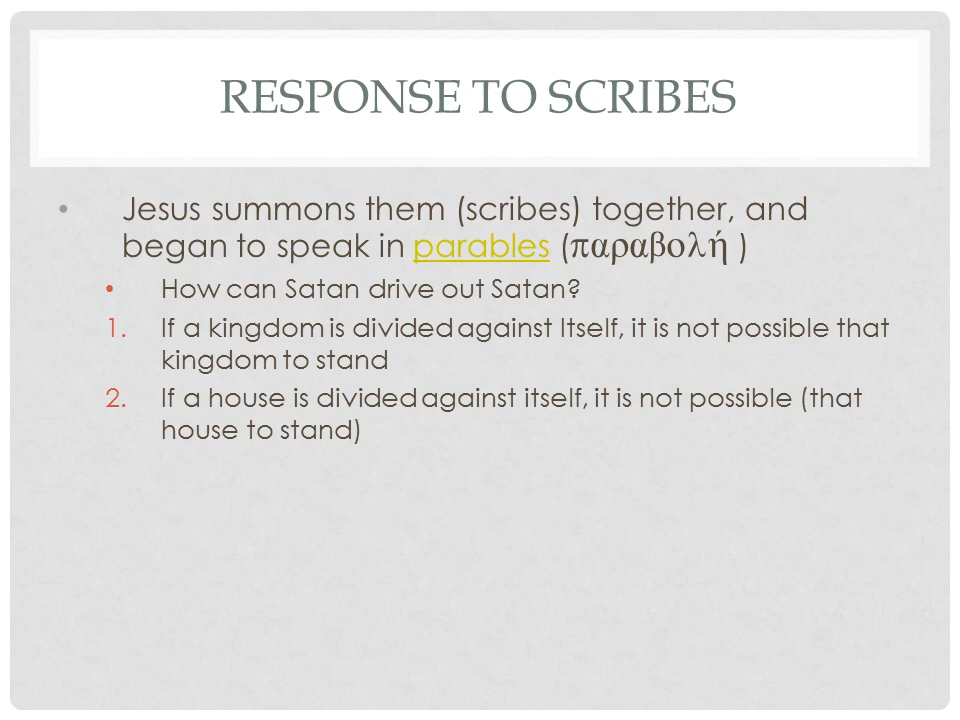 RESPONSE TO SCRIBES
• Jesus summons them (scribes) together, and
began to speak in parables (παραβολή )
• How can Satan drive out Satan?
1. If a kingdom is divided against Itself, it is not possible that
kingdom to stand
2. If a house is divided against itself, it is not possible (that
house to stand)